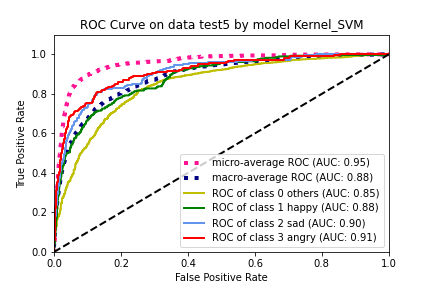 ROC Curve on data test5 by model Kernel_SVM
True Positive Rate
1.0
0.8
0.6
0.4
0.2
0.0
micro-average ROC (AUC: 0.95)
macro-average ROC (AUC: 0.88)
ROC of class 0 others (AUC: 0.85)
ROC of class 1 happy (AUC: 0.88)
ROC of class 2 sad (AUC: 0.90)
ROC of class 3 angry (AUC: 0.91)
0.0 0.2 0.4 0.6 0.8 1.0
False Positive Rate